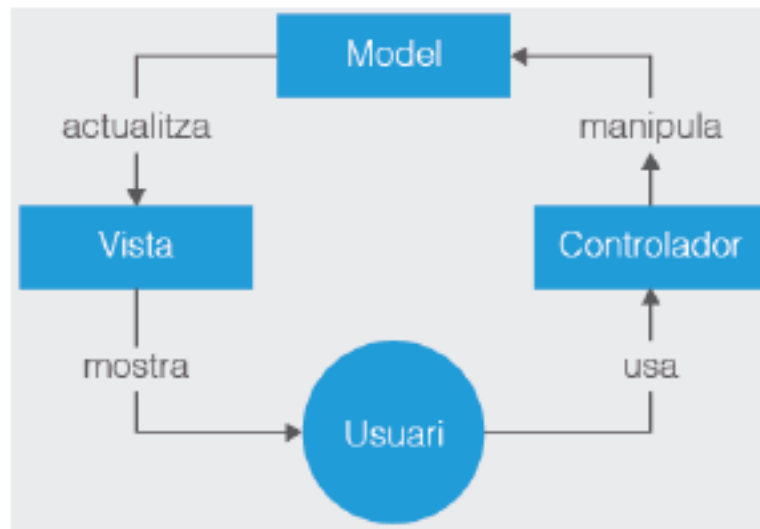 Model
actualitza
manipula
Vista
Controlador
mostra
usa
Usuari